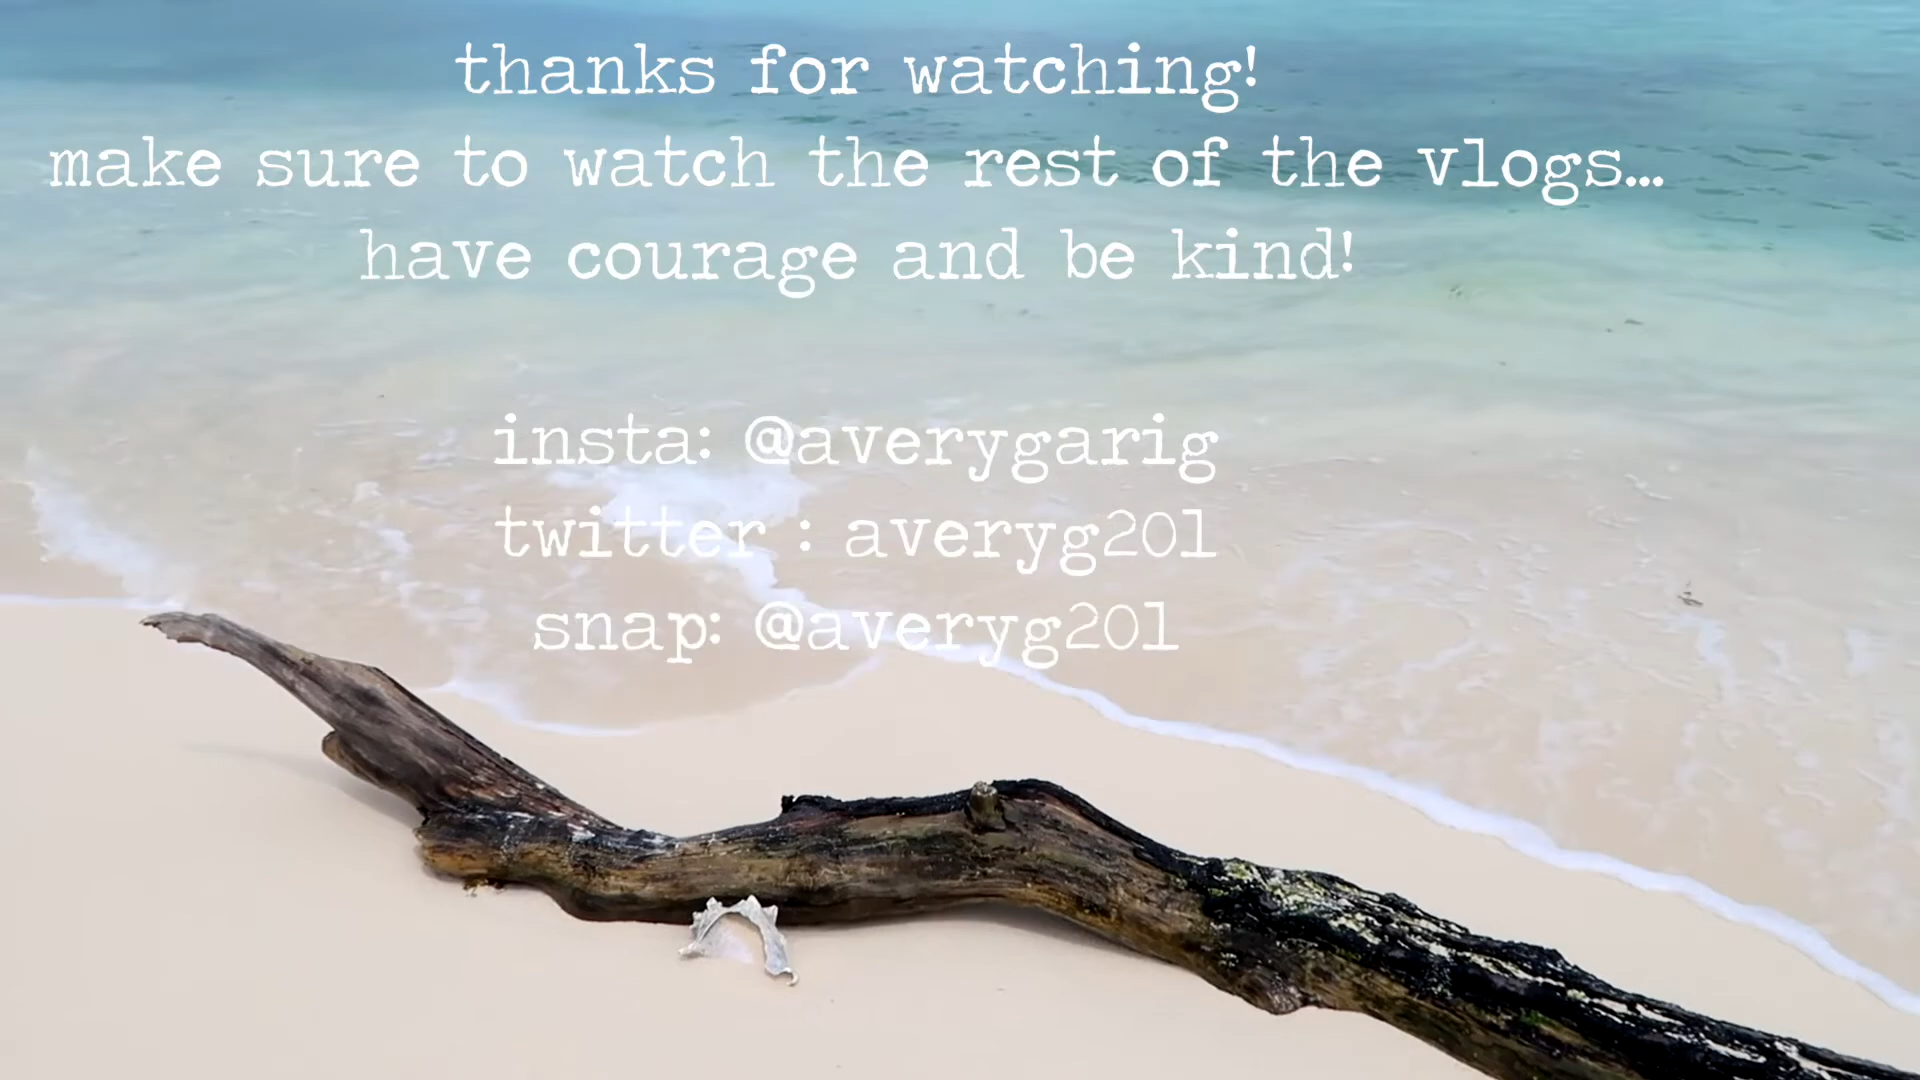 thanks for watching!
make sure to watch the rest of the vlogs...
have courage and be kind!
insta: @averygarig
twitter : averyg201
snap: @averyg201